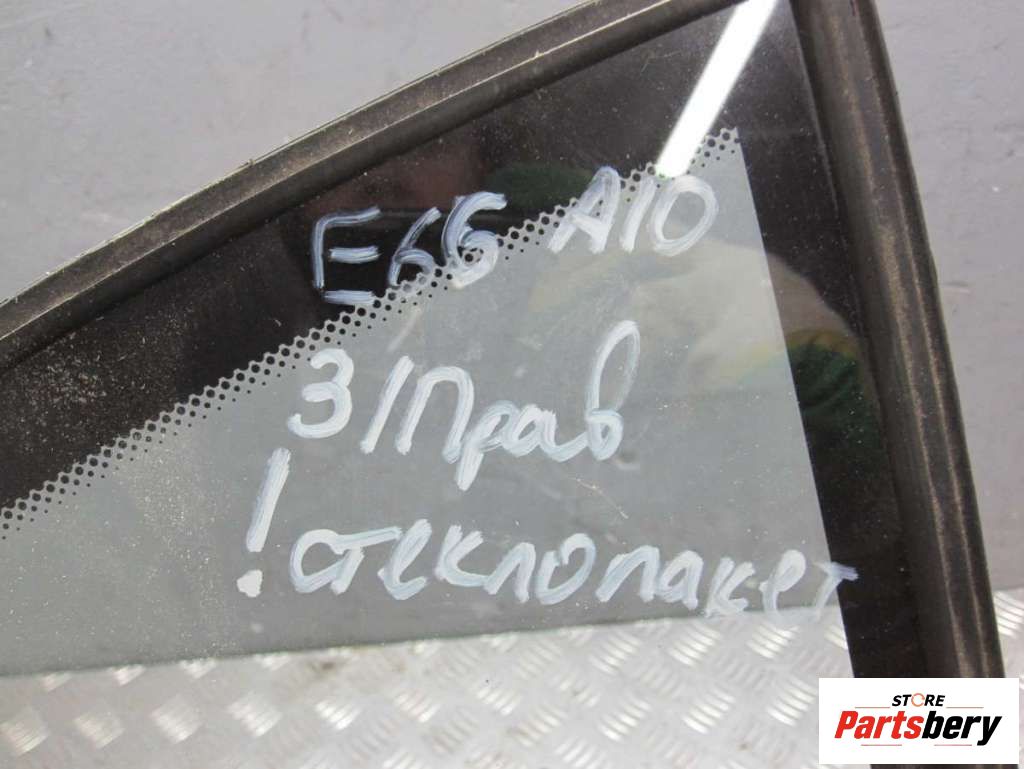 E66 A10
З/Прав
! стеклопакет
STORE
Partsbery